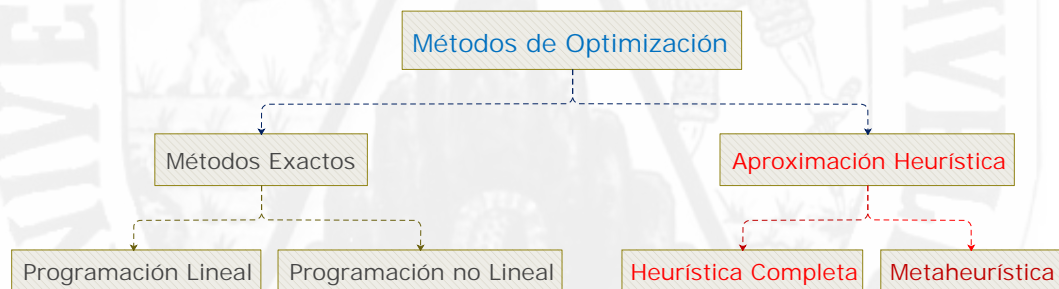 Métodos de Optimización
Métodos Exactos
Aproximación Heurística
Programación Lineal
Programación no Lineal
Heurística Completa
Metaheurística